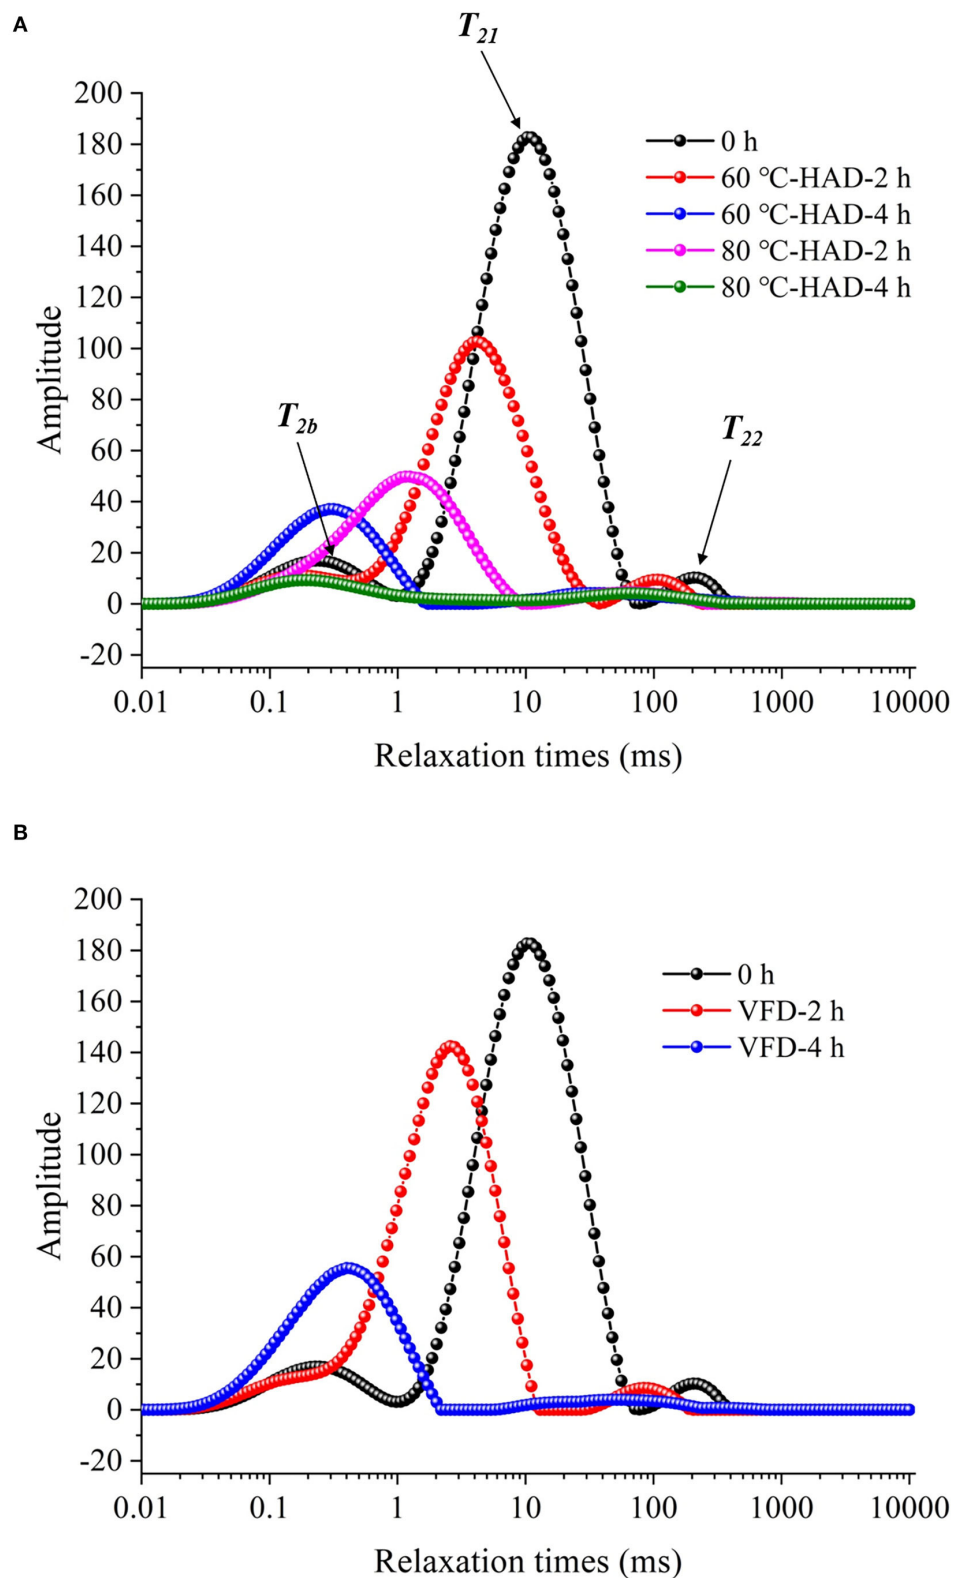 A
T21
200
180
160
140
120
100
80
60
40
20
0
-20
Amplitude
0 h
60 ℃-HAD-2 h
60 ℃-HAD-4 h
80 ℃-HAD-2 h
80 ℃-HAD-4 h
T2b
T22
0.01 0.1 1 10 100 1000 10000
Relaxation times (ms)
B
200
180
160
140
120
100
80
60
40
20
0
-20
Amplitude
0 h
VFD-2 h
VFD-4 h
0.01 0.1 1 10 100 1000 10000
Relaxation times (ms)